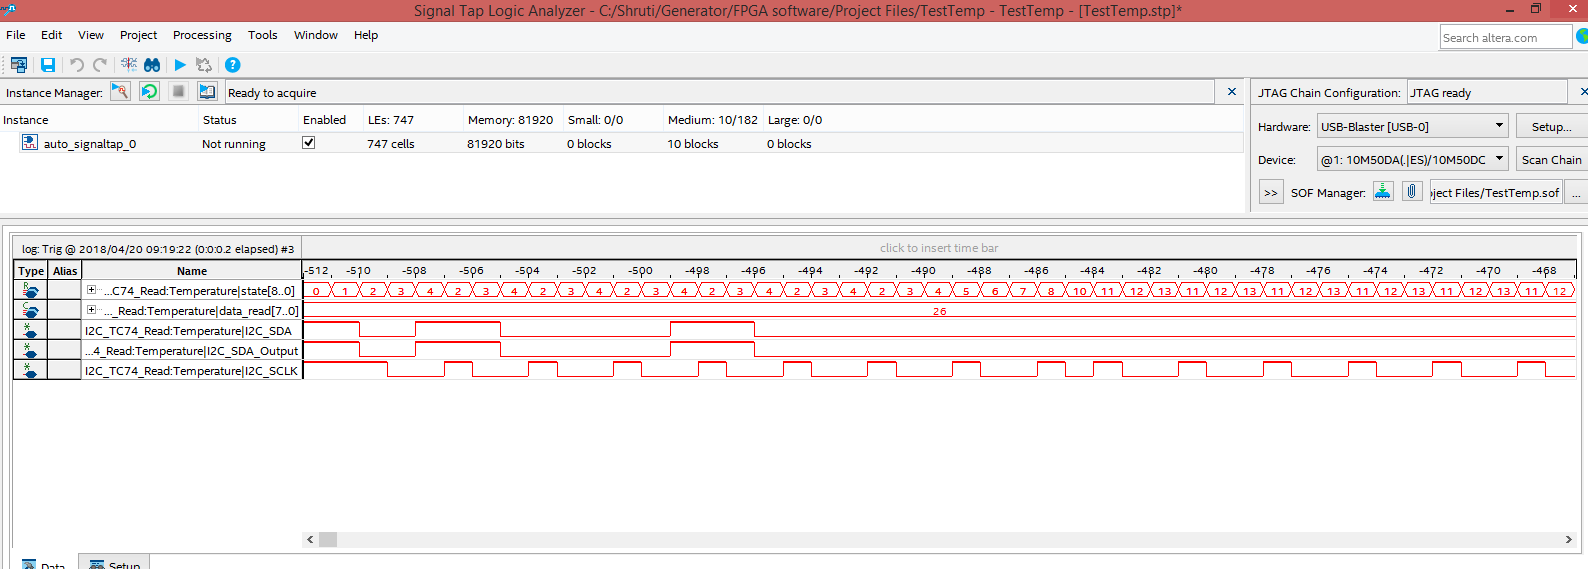 Signal Tap Logic Analyzer - C:/Shruti/Generator/FPGA software/Project Files/TestTemp - TestTemp - [TestTemp.stp]*
File Edit View Project Processing Tools Window Help
Search altera.com
Instance Manager: Ready to acquire
JTAG Chain Configuration: JTAG ready
Instance Status Enabled LEs: 747 Memory: 81920 Small: 0/0 Medium: 10/182 Large: 0/0
auto_signaltap_0 Not running 747 cells 81920 bits 0 blocks 10 blocks 0 blocks
Hardware: USB-Blaster [USB-0] Setup...
Device: @1: 10M50DA(.|ES)/10M50DC Scan Chain
>> SOF Manager: ject Files/TestTemp.sof ...
log: Trig @ 2018/04/20 09:19:22 (0:0:0.2 elapsed) #3 click to insert time bar
Type Alias Name -512 -510 -508 -506 -504 -502 -500 -498 -496 -494 -492 -490 -488 -486 -484 -482 -480 -478 -476 -474 -472 -470 -468
...C74_Read:Temperature|state[8..0] 0 1 2 3 4 2 3 4 2 3 4 2 3 4 2 3 4 2 3 4 2 3 4 5 6 7 8 10 11 12 13 11 12 13 11 12 13 11 12 13 11 12 13 11 12
..._Read:Temperature|data_read[7..0] 26
I2C_TC74_Read:Temperature|I2C_SDA
...4_Read:Temperature|I2C_SDA_Output
I2C_TC74_Read:Temperature|I2C_SCLK
Data Setup